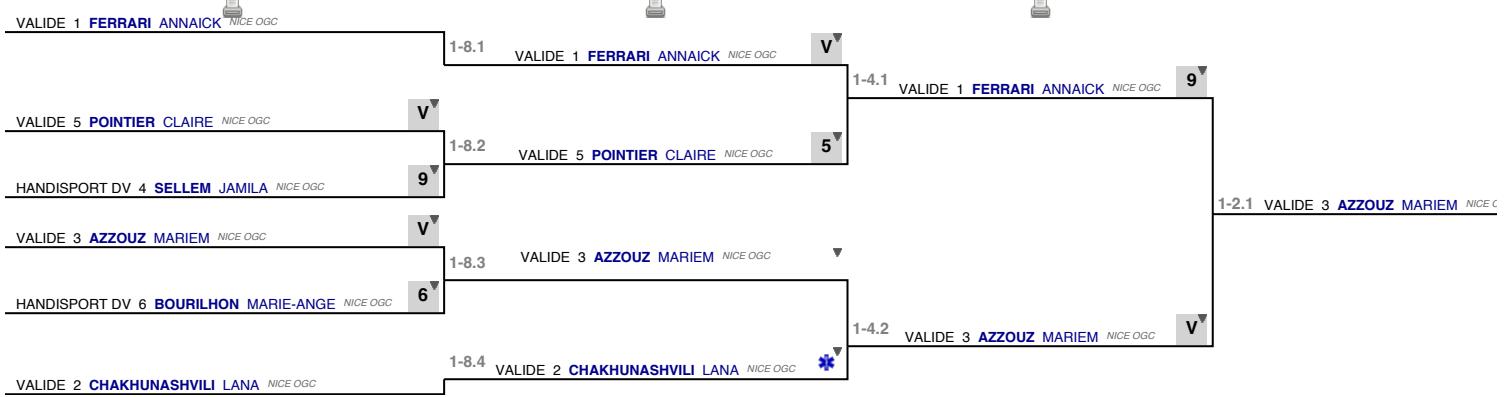 VALIDE 1 FERRARI ANNAICK NICE OGC
1-8.1 VALIDE 1 FERRARI ANNAICK NICE OGC V
1-4.1 VALIDE 1 FERRARI ANNAICK NICE OGC 9
VALIDE 5 POINTIER CLAIRE NICE OGC V
1-8.2 VALIDE 5 POINTIER CLAIRE NICE OGC 5
HANDISPORT DV 4 SELLEM JAMILA NICE OGC 9
1-2.1 VALIDE 3 AZZOUZ MARIEM NICE
VALIDE 3 AZZOUZ MARIEM NICE OGC V
1-8.3 VALIDE 3 AZZOUZ MARIEM NICE OGC
HANDISPORT DV 6 BOURILHON MARIE-ANGE NICE OGC 6
1-4.2 VALIDE 3 AZZOUZ MARIEM NICE OGC V
1-8.4 VALIDE 2 CHAKHUNASHVILI LANA NICE OGC
VALIDE 2 CHAKHUNASHVILI LANA NICE OGC